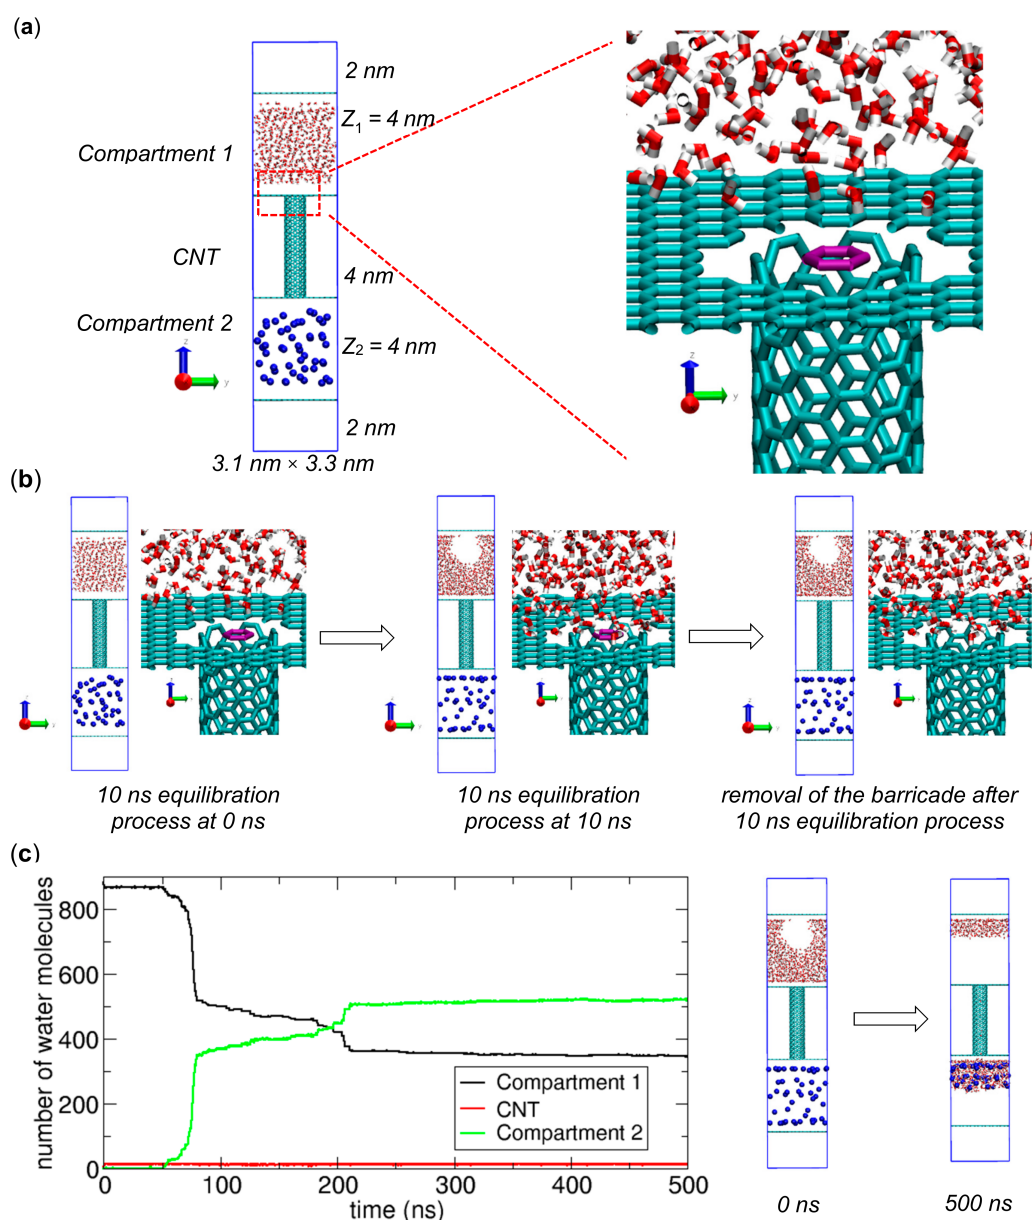 (a)
2 nm
Z1 = 4 nm
Compartment 1
CNT
4 nm
Compartment 2
Z2 = 4 nm
z
y
2 nm
3.1 nm × 3.3 nm
z
y
(b)
z
y
z
y
z
y
z
y
z
y
z
y
10 ns equilibration
process at 0 ns
10 ns equilibration
process at 10 ns
removal of the barricade after
10 ns equilibration process
(c)
number of water molecules
800
600
400
200
0
Compartment 1
CNT
Compartment 2
0 100 200 300 400 500
time (ns)
0 ns
500 ns